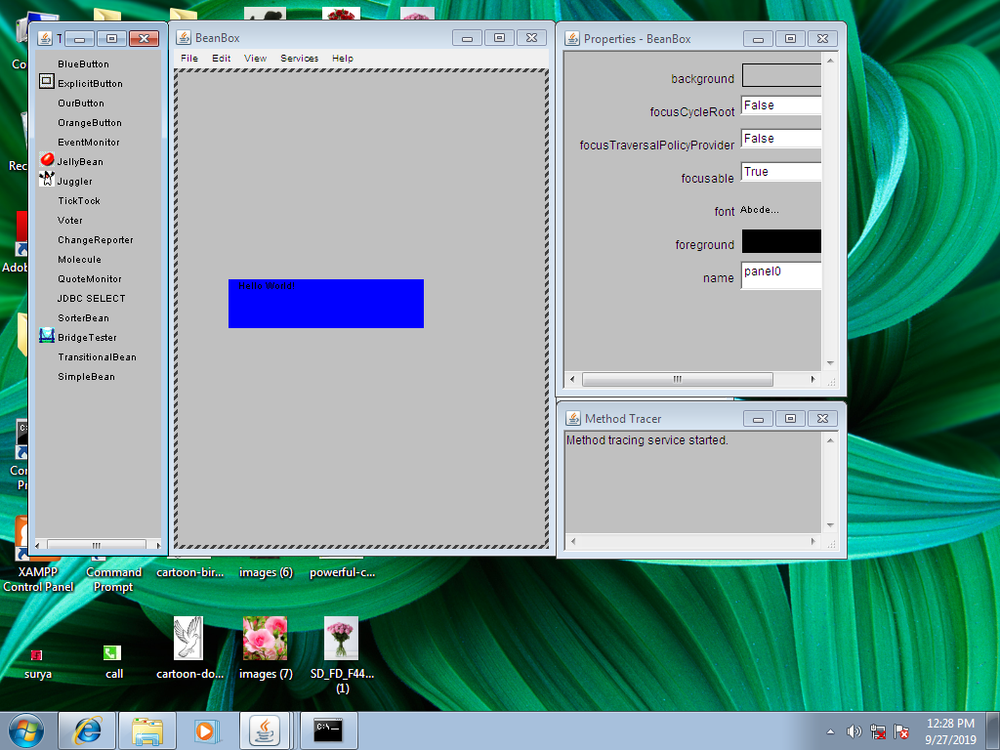 T
BlueButton
ExplicitButton
OurButton
OrangeButton
EventMonitor
JellyBean
Juggler
TickTock
Voter
ChangeReporter
Molecule
QuoteMonitor
JDBC SELECT
SorterBean
BridgeTester
TransitionalBean
SimpleBean
BeanBox
File Edit View Services Help
Properties - BeanBox
background
focusCycleRoot False
focusTraversalPolicyProvider False
focusable True
font Abcde...
foreground
name panel0
Method Tracer
Method tracing service started.
Co
Rec
Adob
Con
Pr
XAMPP
Control Panel
Command
Prompt
cartoon-bir...
images (6)
powerful-c...
surya
call
cartoon-do...
images (7)
SD_FD_F44...
(1)
12:28 PM
9/27/2019